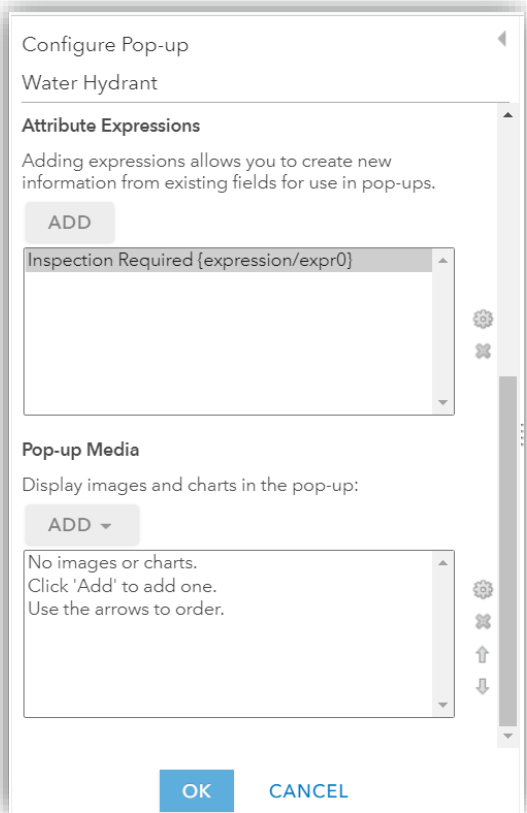 Configure Pop-up
Water Hydrant
Attribute Expressions
Adding expressions allows you to create new
information from existing fields for use in pop-ups.
ADD
Inspection Required {expression/expr0}
Pop-up Media
Display images and charts in the pop-up:
ADD
No images or charts.
Click 'Add' to add one.
Use the arrows to order.
OK CANCEL